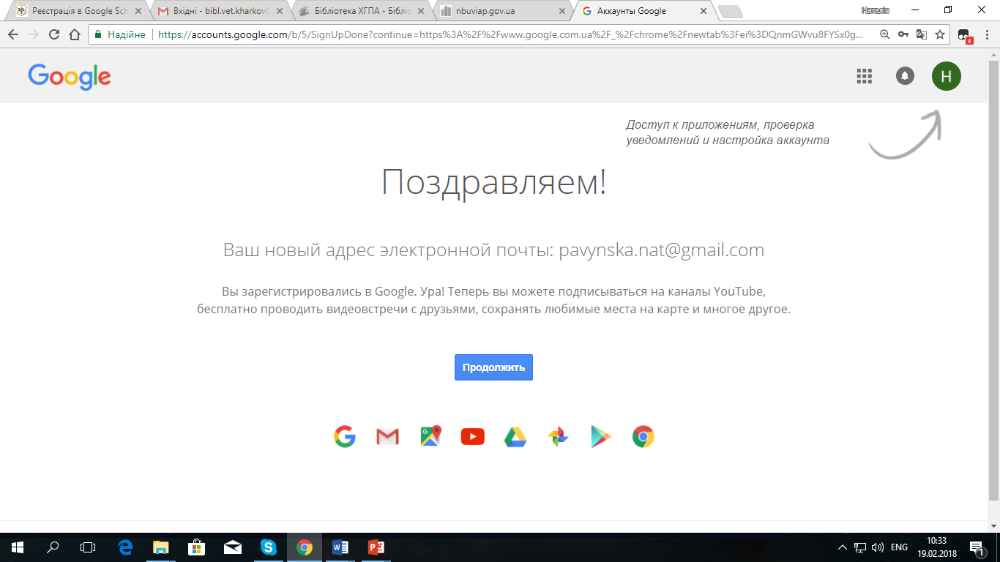 Реєстрація в Google Sch
Вхідні - bibl.vet.kharkov@
Бібліотека ХГПА - Бібліо
nbuviap.gov.ua
Аккаунты Google
Наталія
Надійне
https://accounts.google.com/b/5/SignUpDone?continue=https%3A%2F%2Fwww.google.com.ua%2F_%2Fchrome%2Fnewtab%3Fei%3DQnmGWvu8FYSx0g...
4
Google
Н
Доступ к приложениям, проверка
уведомлений и настройка аккаунта
Поздравляем!
Ваш новый адрес электронной почты: pavynska.nat@gmail.com
Вы зарегистрировались в Google. Ура! Теперь вы можете подписываться на каналы YouTube,
бесплатно проводить видеовстречи с друзьями, сохранять любимые места на карте и многое другое.
Продолжить
ENG
10:33
19.02.2018
1